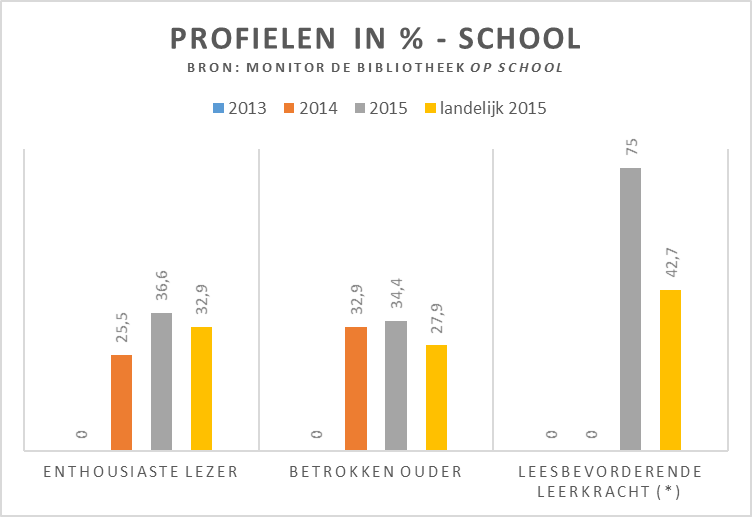 PROFIELEN IN % - SCHOOL
BRON: MONITOR DE BIBLIOTHEEK OP SCHOOL
2013 2014 2015 landelijk 2015
0 25,5 36,6 32,9
0 32,9 34,4 27,9
0 0 75 42,7
ENTHOUSIASTE LEZER
BETROKKEN OUDER
LEESBEVORDERENDE
LEERKRACHT (*)